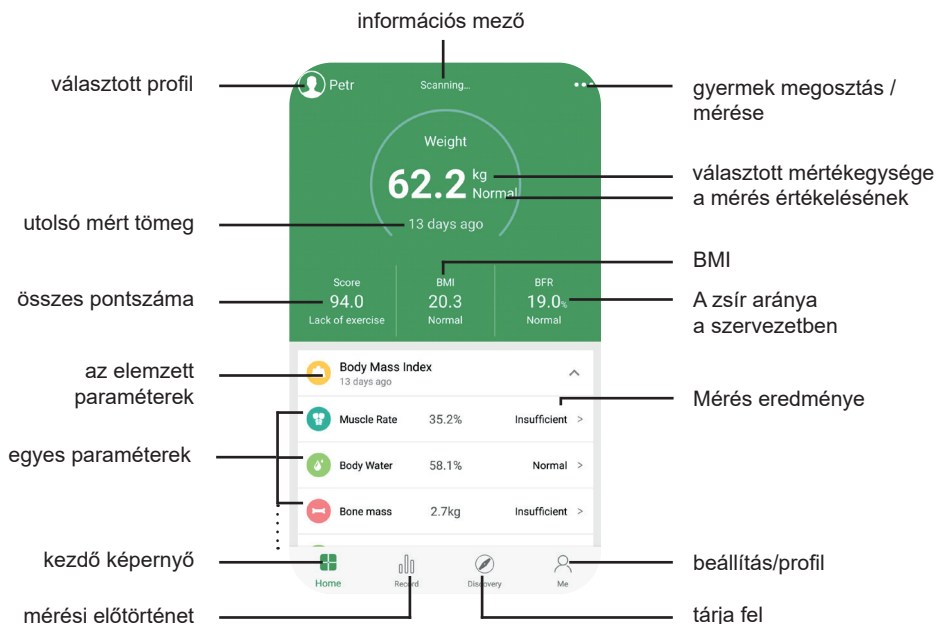 információs mező
választott profil
Petr
Scanning...
gyermek megosztás /
mérése
Weight
62.2 kg
Normal
választott mértékegysége
a mérés értékelésének
utolsó mért tömeg
13 days ago
BMI
összes pontszáma
Score
94.0
Lack of exercise
BMI
20.3
Normal
BFR
19.0%
Normal
A zsír aránya
a szervezetben
az elemzett
paraméterek
Body Mass Index
13 days ago
Mérés eredménye
egyes paraméterek
Muscle Rate 35.2% Insufficient >
Body Water 58.1% Normal >
Bone mass 2.7kg Insufficient >
kezdő képernyő
beállítás/profil
Home Record Discovery Me
mérési előtörténet
tárja fel